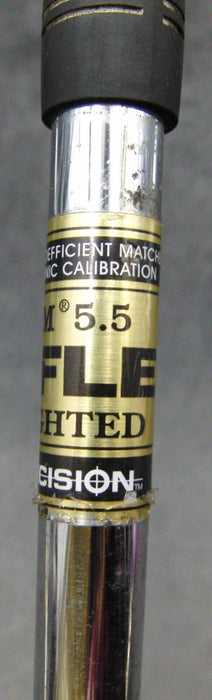 EFFICIENT MATCH
NIC CALIBRATION
M® 5.5
FLE
GHTED
CISION™